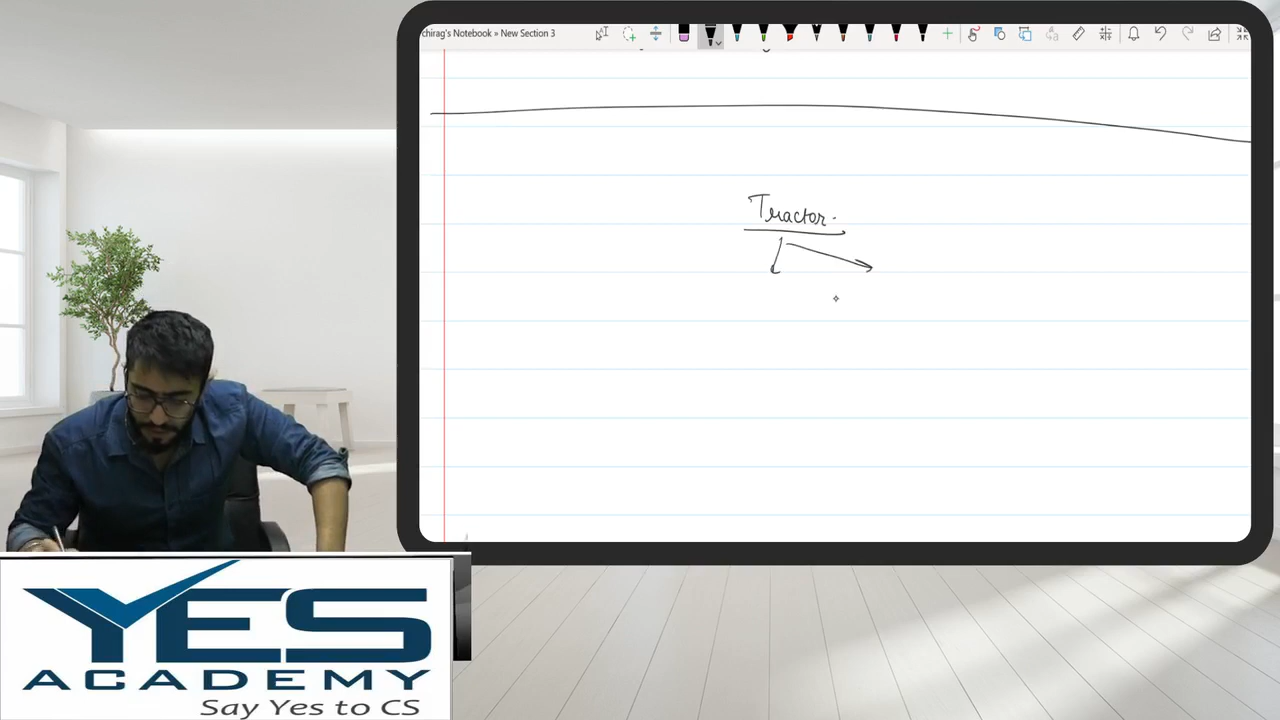 chirag's Notebook » New Section 3
Tractor.
YES
ACADEMY
Say Yes to CS